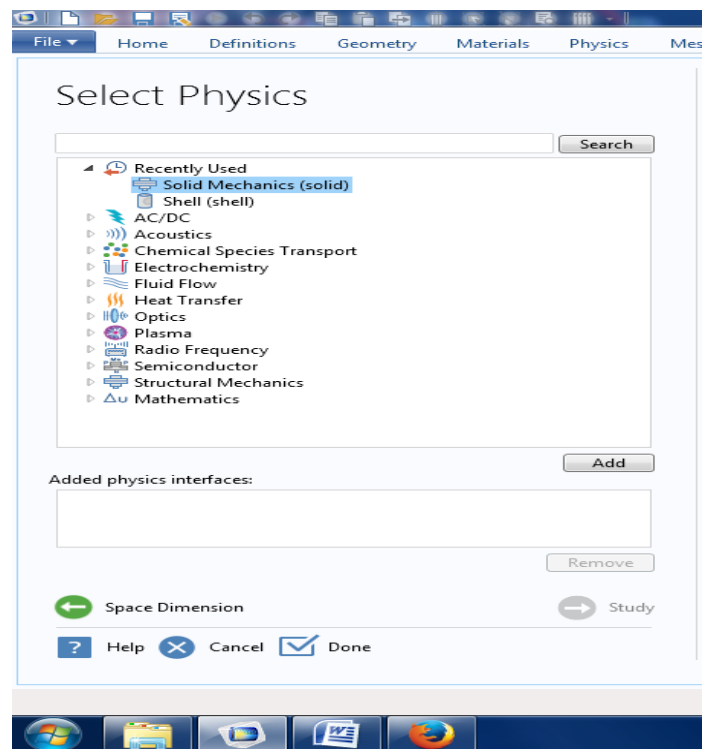 File Home Definitions Geometry Materials Physics Mes
Select Physics
Search
Recently Used
Solid Mechanics (solid)
Shell (shell)
AC/DC
Acoustics
Chemical Species Transport
Electrochemistry
Fluid Flow
Heat Transfer
Optics
Plasma
Radio Frequency
Semiconductor
Structural Mechanics
Δu Mathematics
Add
Added physics interfaces:
Remove
Space Dimension Study
? Help Cancel Done